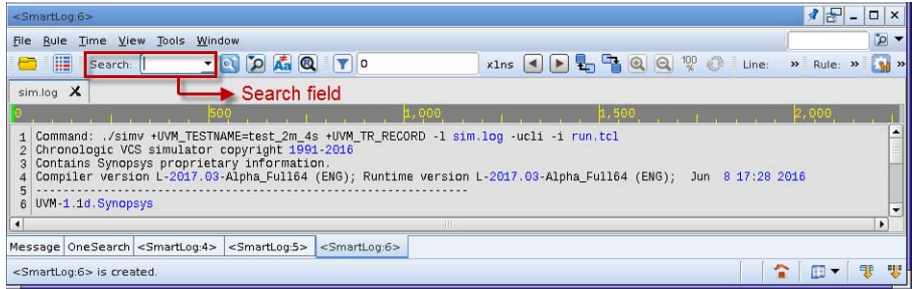 <SmartLog:6>
File Rule Time View Tools Window
Search: 0 x1ns 100% Line: » Rule: » »
sim.log X
Search field
0 500 1,000 1,500 2,000
1 Command: ./simv +UVM_TESTNAME=test_2m_4s +UVM_TR_RECORD -l sim.log -ucli -i run.tcl
2 Chronologic VCS simulator copyright 1991-2016
3 Contains Synopsys proprietary information.
4 Compiler version L-2017.03-Alpha_Full64 (ENG); Runtime version L-2017.03-Alpha_Full64 (ENG); Jun 8 17:28 2016
5 ----------------------------------------------------------------
6 UVM-1.1d.Synopsys
Message OneSearch <SmartLog:4> <SmartLog:5> <SmartLog:6>
<SmartLog:6> is created.